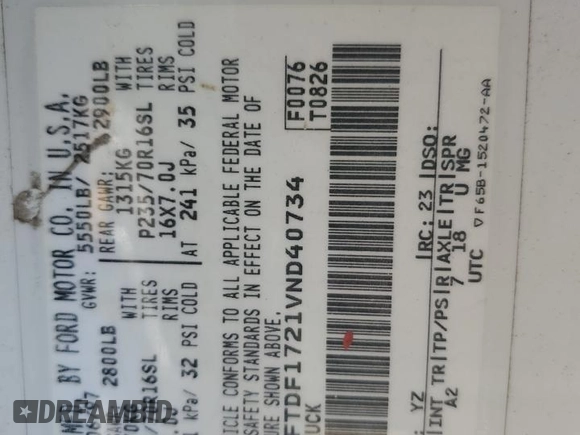 BY FORD MOTOR CO. IN U.S.A.
GVWR: 5550LB/ 2517KG
REAR GAWR: 2900LB
2800LB 1315KG WITH
WITH P235/70R16SL TIRES
TIRES 16X7.0J RIMS
RIMS AT 241 kPa/ 35 PSI COLD
kPa/ 32 PSI COLD
VEHICLE CONFORMS TO ALL APPLICABLE FEDERAL MOTOR
SAFETY STANDARDS IN EFFECT ON THE DATE OF
URE SHOWN ABOVE.
FTDF1721VND40734
F0076
T0826
UCK
YZ RC: 23 DSO:
INT TR TP/PS R AXLE TR SPR
A2 7 18 U MG
UTC ▽F65B-1520472-AA
DREAMBID